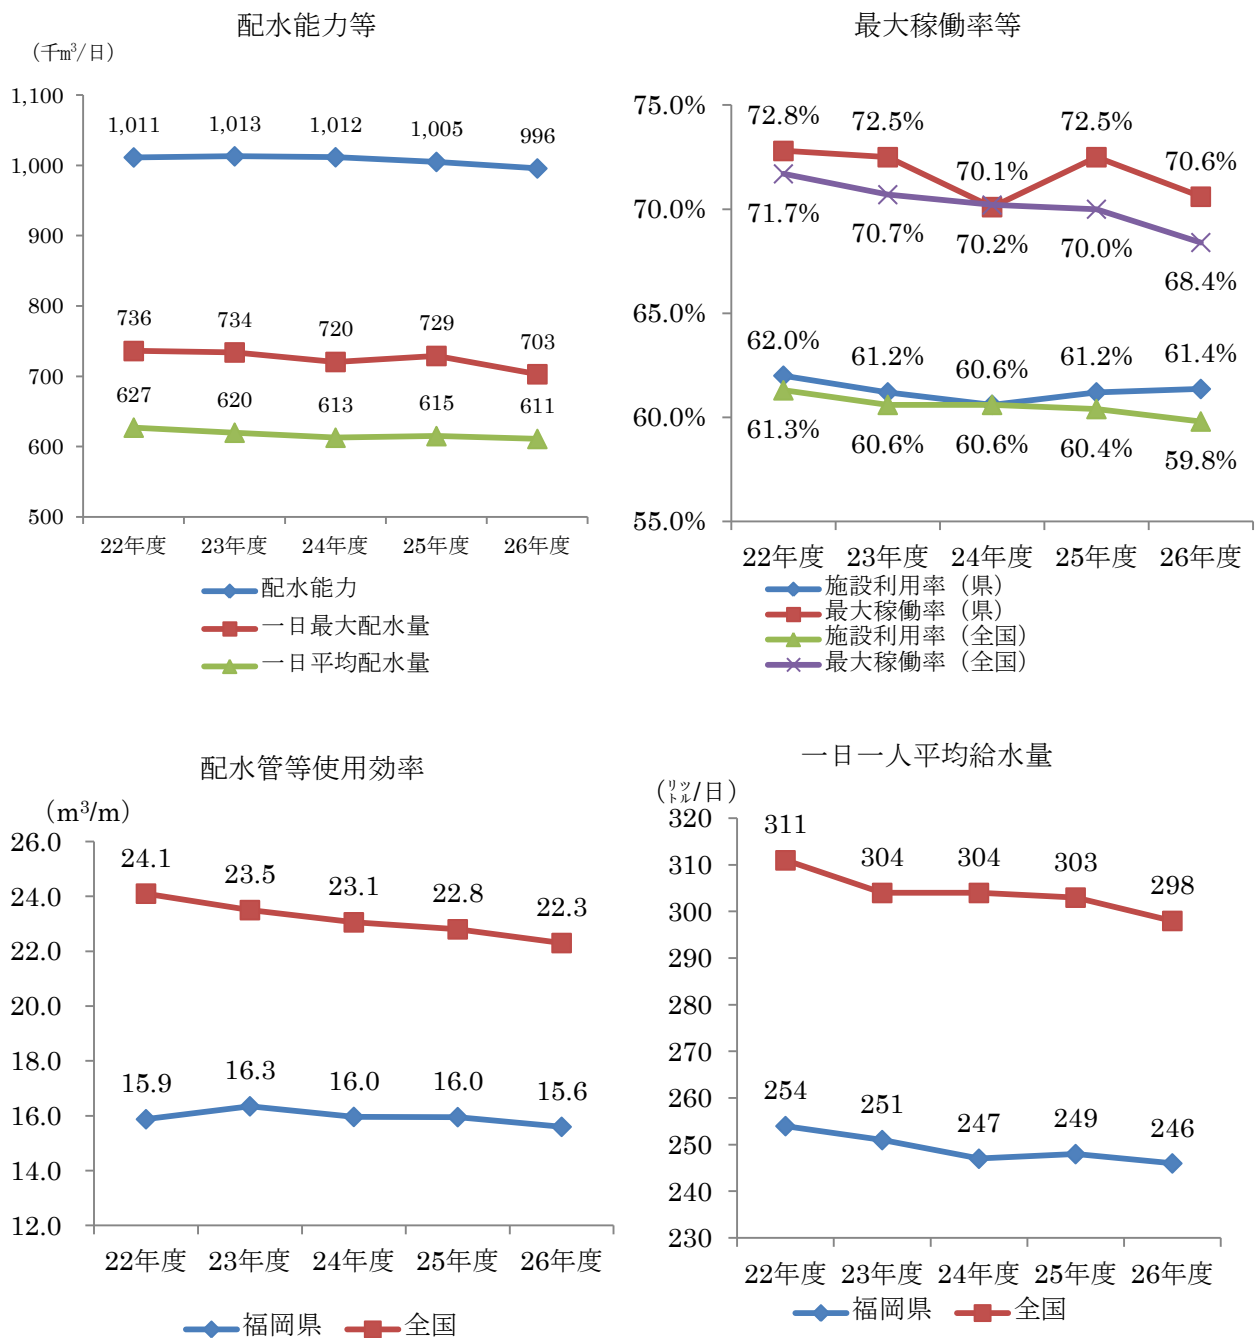 配水能力等
（千㎥/日）
1,100
1,000
900
800
700
600
500
1,011 1,013 1,012 1,005 996
736 734 720 729 703
627 620 613 615 611
22年度 23年度 24年度 25年度 26年度
配水能力
一日最大配水量
一日平均配水量
最大稼働率等
75.0%
70.0%
65.0%
60.0%
55.0%
72.8% 72.5% 70.1% 72.5% 70.6%
71.7% 70.7% 70.2% 70.0% 68.4%
62.0% 61.2% 60.6% 61.2% 61.4%
61.3% 60.6% 60.6% 60.4% 59.8%
22年度 23年度 24年度 25年度 26年度
施設利用率（県）
最大稼働率（県）
施設利用率（全国）
最大稼働率（全国）
配水管等使用効率
（m³/m）
26.0
24.0
22.0
20.0
18.0
16.0
14.0
12.0
24.1 23.5 23.1 22.8 22.3
15.9 16.3 16.0 16.0 15.6
22年度 23年度 24年度 25年度 26年度
福岡県 全国
一日一人平均給水量
（リットル/日）
320
310
300
290
280
270
260
250
240
230
311 304 304 303 298
254 251 247 249 246
22年度 23年度 24年度 25年度 26年度
福岡県 全国